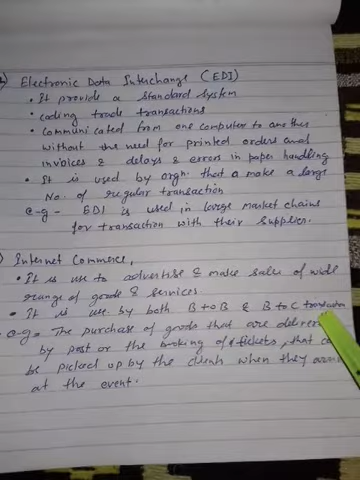 Electronic Data Interchange (EDI)
• It provide a standard system
• coding trade transactions
• communicated from one computer to another
without the need for printed orders and
invoices & delays & errors in paper handling
• It is used by orgn. that a make a large
No. of regular transaction
e-g- EDI is used in large market chains
for transaction with their supplier.
Internet Commerce,
• It is use to advertise & make sales of wide
range of goods & services.
• It is use by both B to B & B to C transaction
e-g- The purchase of goods that are deliver
by post or the booking of tickets, that ca
be picked up by the clients when they
at the event.